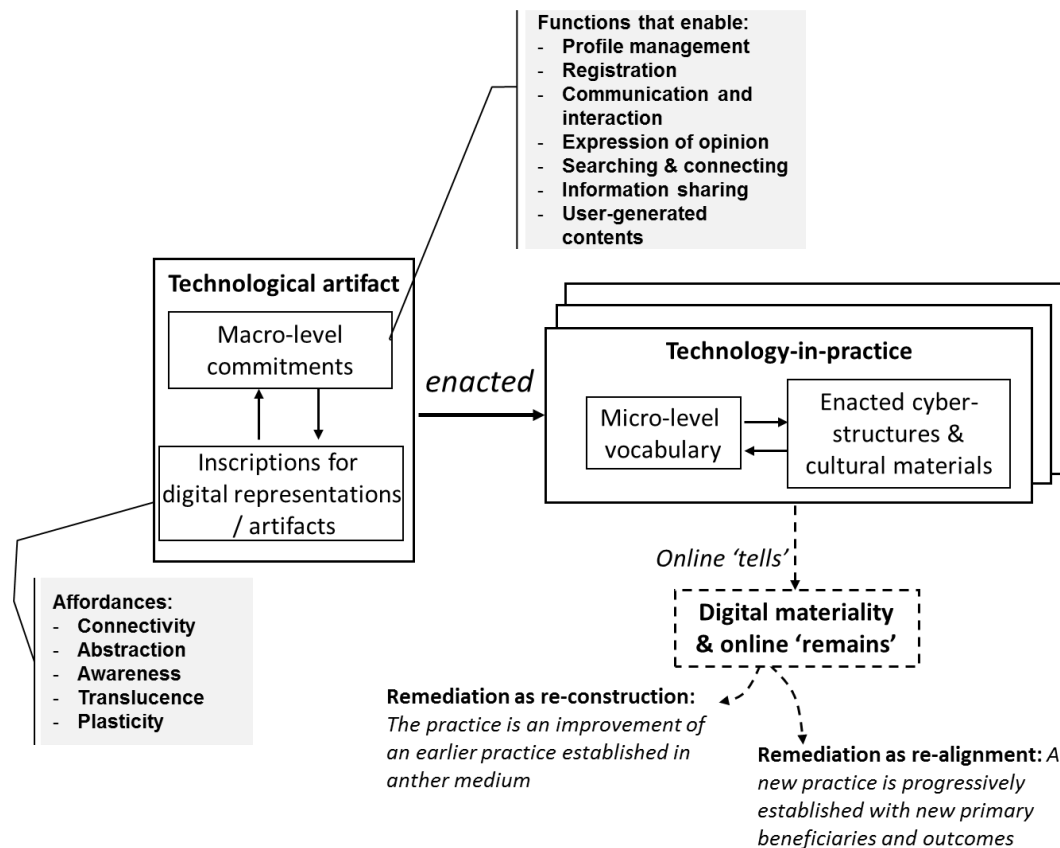 Functions that enable:
- Profile management
- Registration
- Communication and
interaction
- Expression of opinion
- Searching & connecting
- Information sharing
- User-generated
contents
Technological artifact
Macro-level
commitments
Inscriptions for
digital representations
/ artifacts
enacted
Technology-in-practice
Micro-level
vocabulary
Enacted cyber-
structures &
cultural materials
Affordances:
- Connectivity
- Abstraction
- Awareness
- Translucence
- Plasticity
Online ‘tells’
Digital materiality
& online ‘remains’
Remediation as re-construction:
The practice is an improvement of
an earlier practice established in
anther medium
Remediation as re-alignment: A
new practice is progressively
established with new primary
beneficiaries and outcomes